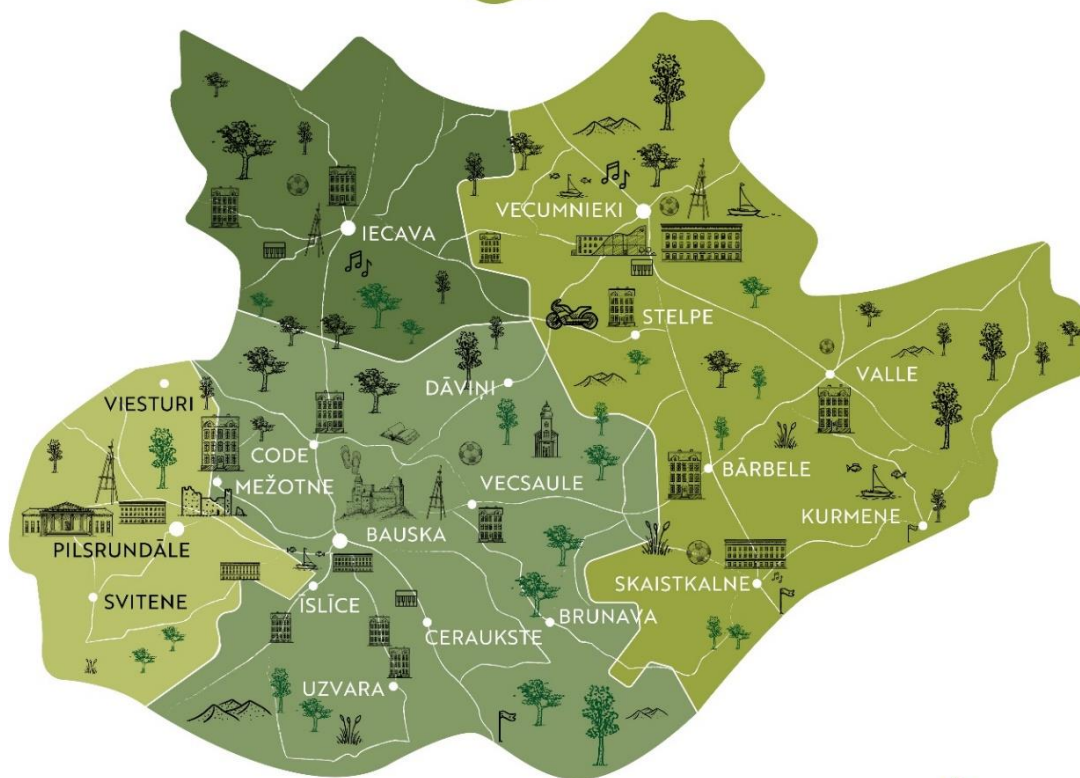 IECAVA
VECUMNIEKI
STELPE
VALLE
DĀVIŅI
VIESTURI
CODE
MEŽOTNE
BĀRBELE
VECSAULE
KURMENE
BAUSKA
PILSRUNDĀLE
SKAISTKALNE
SVITENE
ĪSLĪCE
CERAUKSTE
BRUNAVA
UZVARA